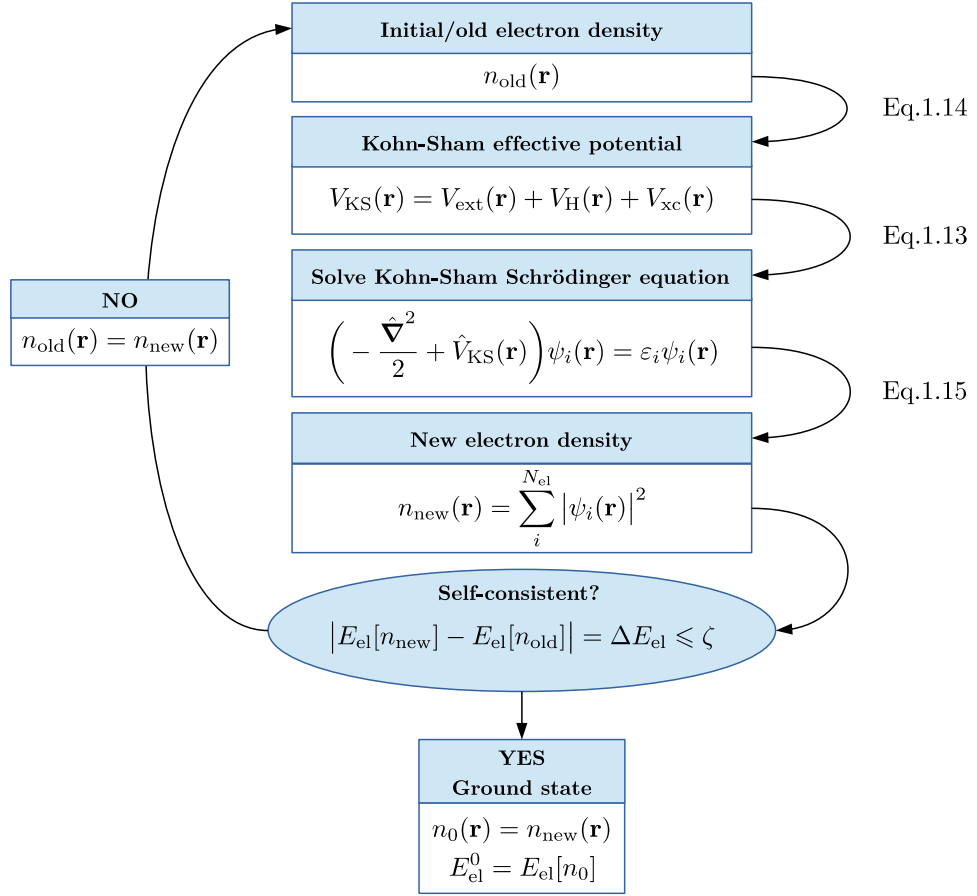 Initial/old electron density
n_old(𝐫)
Eq.1.14
Kohn-Sham effective potential
V_KS(𝐫) = V_ext(𝐫) + V_H(𝐫) + V_xc(𝐫)
Eq.1.13
Solve Kohn-Sham Schrödinger equation
( - \hat{𝛁}^2/2 + \hat{V}_KS(𝐫) ) ψ_i(𝐫) = ε_i ψ_i(𝐫)
Eq.1.15
NO
n_old(𝐫) = n_new(𝐫)
New electron density
n_new(𝐫) = ∑_i^{N_el} |ψ_i(𝐫)|^2
Self-consistent?
|E_el[n_new] − E_el[n_old]| = ΔE_el ⩽ ζ
YES
Ground state
n_0(𝐫) = n_new(𝐫)
E_el^0 = E_el[n_0]